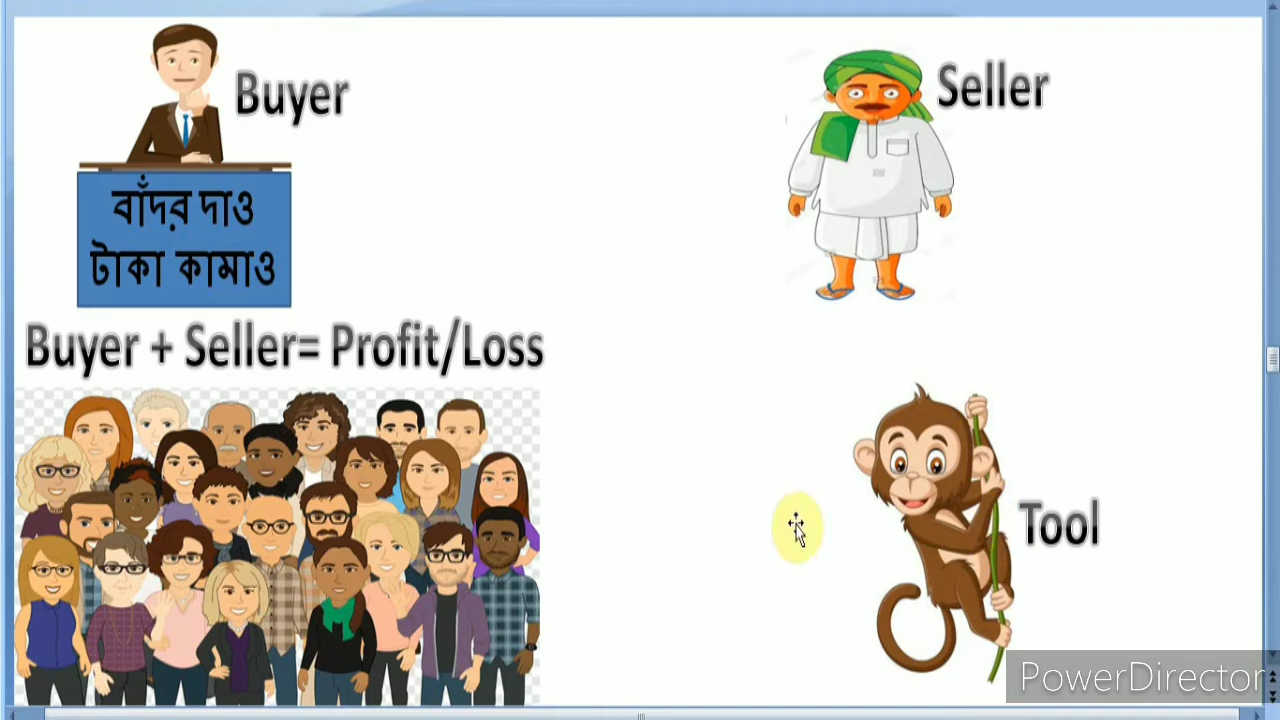 Buyer
Seller
বাঁদর দাও
টাকা কামাও
Buyer + Seller= Profit/Loss
Tool
PowerDirector